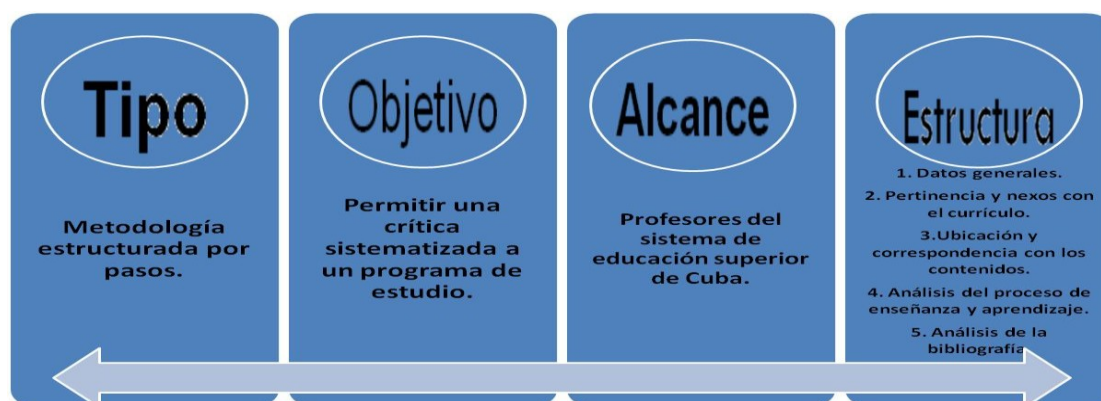 Tipo
Metodología
estructurada por
pasos.
Objetivo
Permitir una
crítica
sistematizada a
un programa de
estudio.
Alcance
Profesores del
sistema de
educación superior
de Cuba.
Estructura
1. Datos generales.
2. Pertinencia y nexos con
el currículo.
3.Ubicación y
correspondencia con los
contenidos.
4. Análisis del proceso de
enseñanza y aprendizaje.
5. Análisis de la
bibliografía